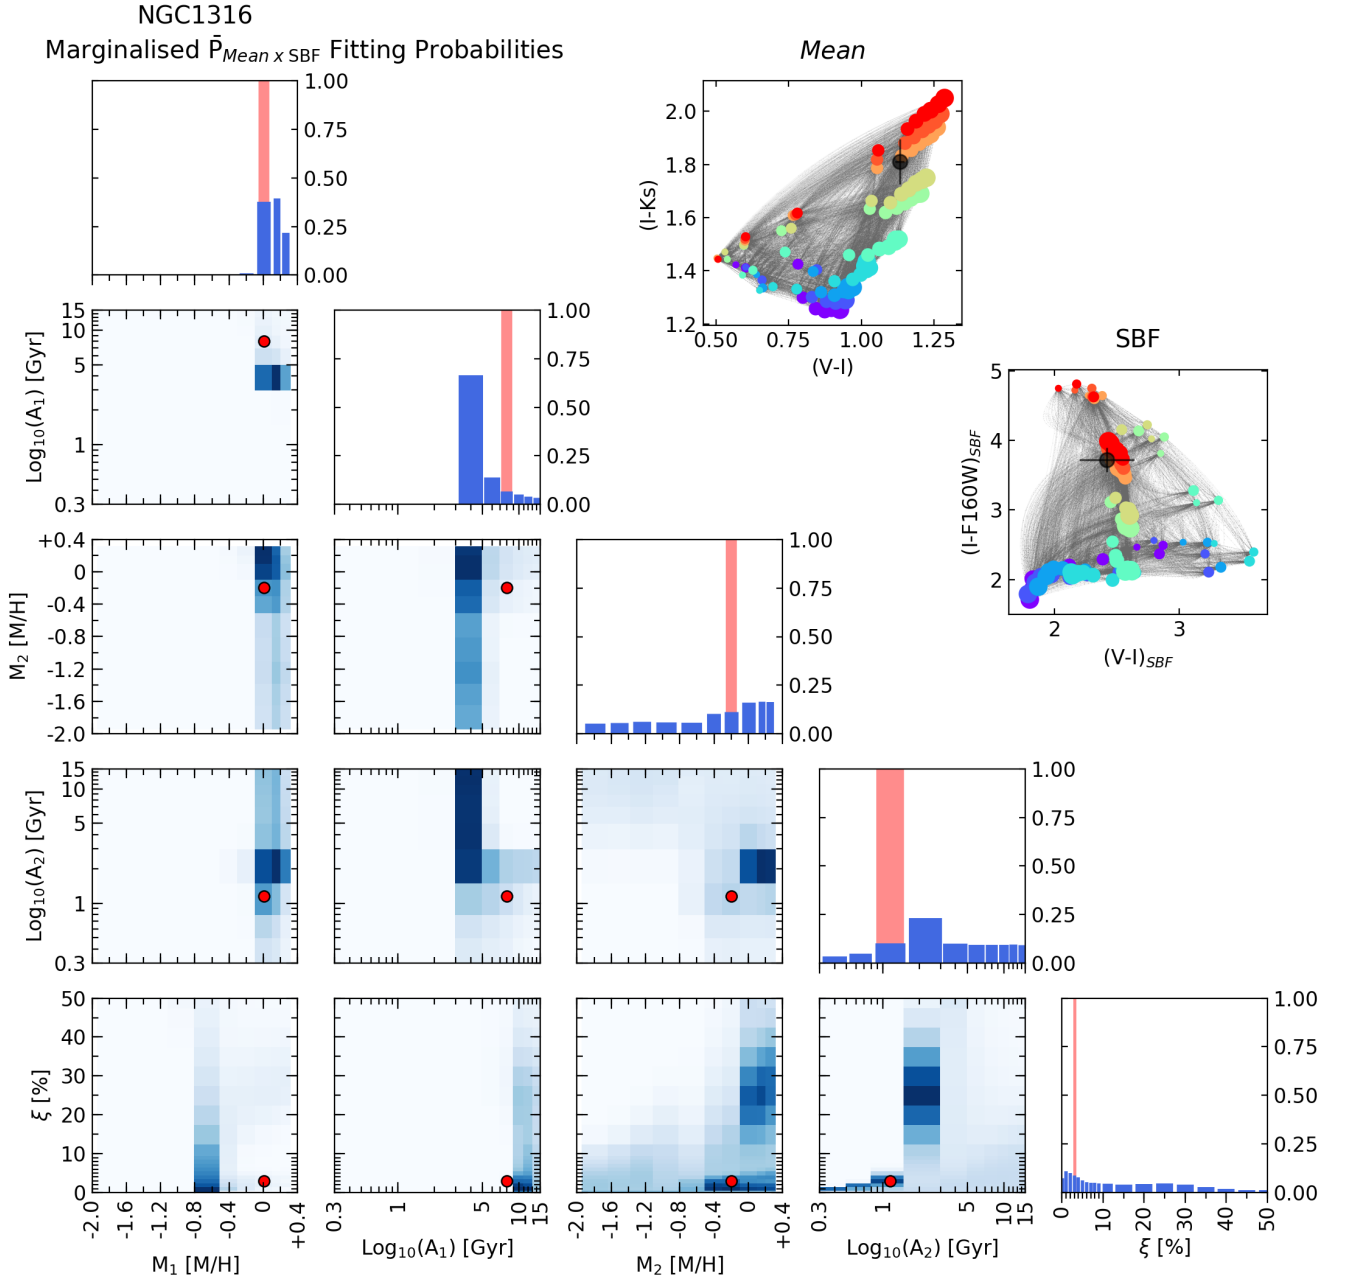 NGC1316
Marginalised P̄Mean x SBF Fitting Probabilities
Mean
1.00
0.75
0.50
0.25
0.00
2.0
1.8
1.6
1.4
1.2
(I-Ks)
0.50 0.75 1.00 1.25
(V-I)
15
10
5
1
0.3
Log10(A1) [Gyr]
1.00
0.75
0.50
0.25
0.00
SBF
5
4
3
2
(I-F160W)SBF
2 3
(V-I)SBF
+0.4
0
-0.4
-0.8
-1.2
-1.6
-2.0
M2 [M/H]
1.00
0.75
0.50
0.25
0.00
15
10
5
1
0.3
Log10(A2) [Gyr]
1.00
0.75
0.50
0.25
0.00
50
40
30
20
10
0
ξ [%]
1.00
0.75
0.50
0.25
0.00
-2.0 -1.6 -1.2 -0.8 -0.4 0 +0.4
M1 [M/H]
0.3 1 5 10 15
Log10(A1) [Gyr]
-2.0 -1.6 -1.2 -0.8 -0.4 0 +0.4
M2 [M/H]
0.3 1 5 10 15
Log10(A2) [Gyr]
0 10 20 30 40 50
ξ [%]